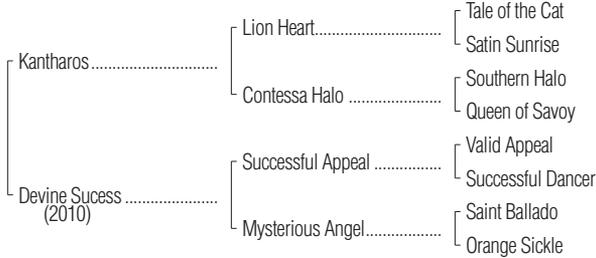 Tale of the Cat
Lion Heart..............................
Satin Sunrise
Kantharos..............................
Southern Halo
Contessa Halo ......................
Queen of Savoy
Valid Appeal
Successful Appeal ................
Successful Dancer
Devine Sucess ......................
(2010)
Saint Ballado
Mysterious Angel..................
Orange Sickle